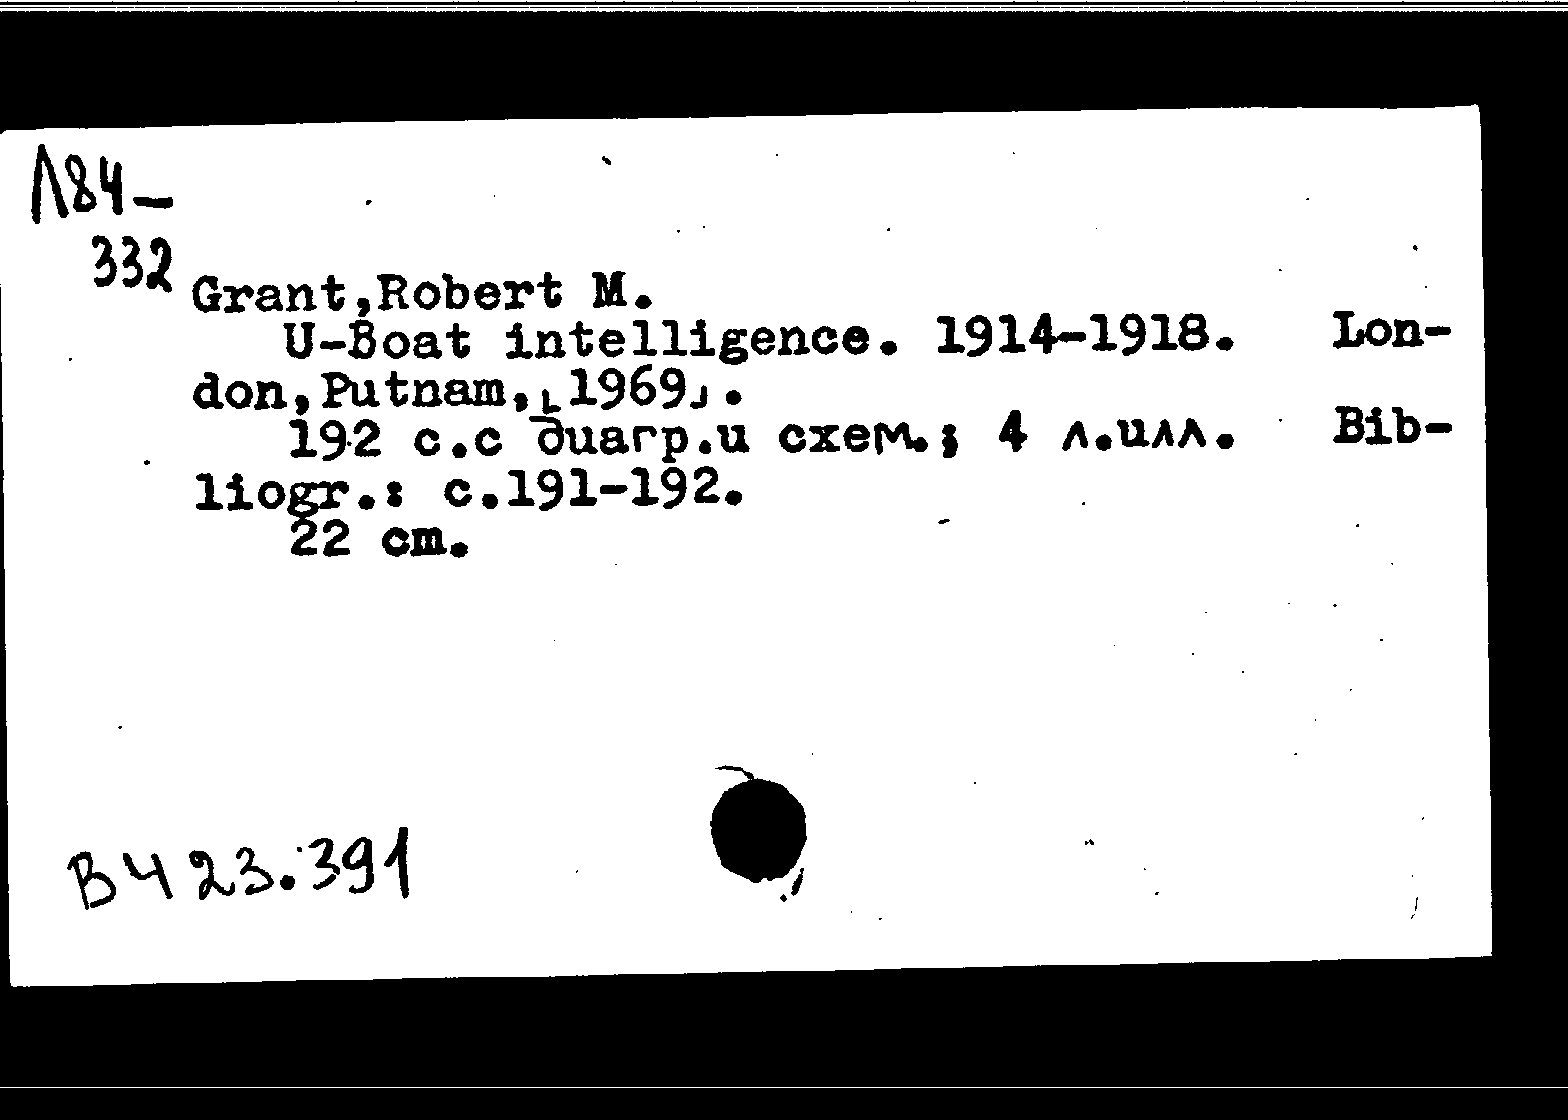 Л84-
332
Grant,Robert M.
U-Boat intelligence. 1914-1918. Lon-
don,Putnam,[1969].
192 с.с диагр.и схем.; 4 л.илл. Bib-
liogr.: с.191-192.
22 cm.
В423.391